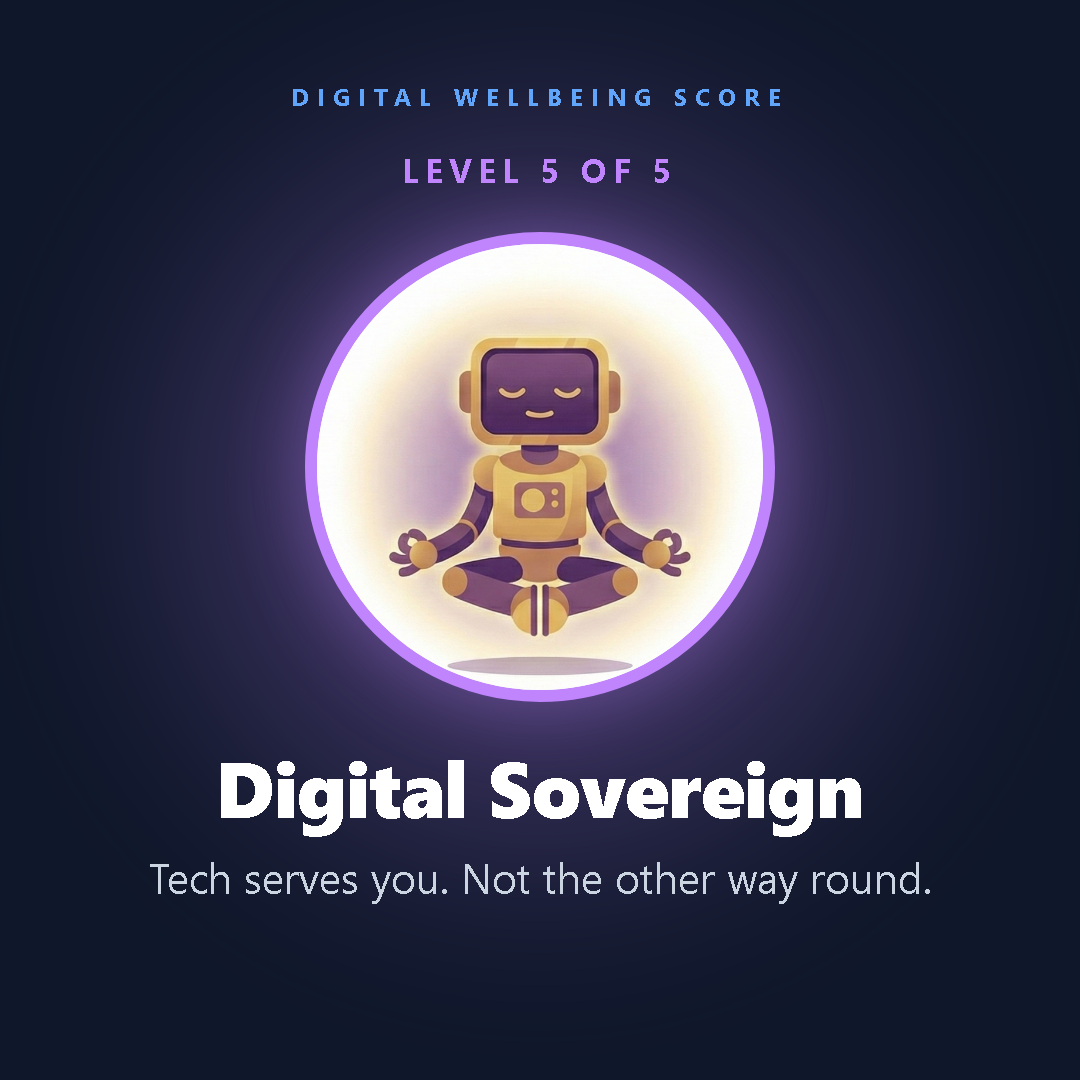 DIGITAL WELLBEING SCORE
LEVEL 5 OF 5
Digital Sovereign
Tech serves you. Not the other way round.